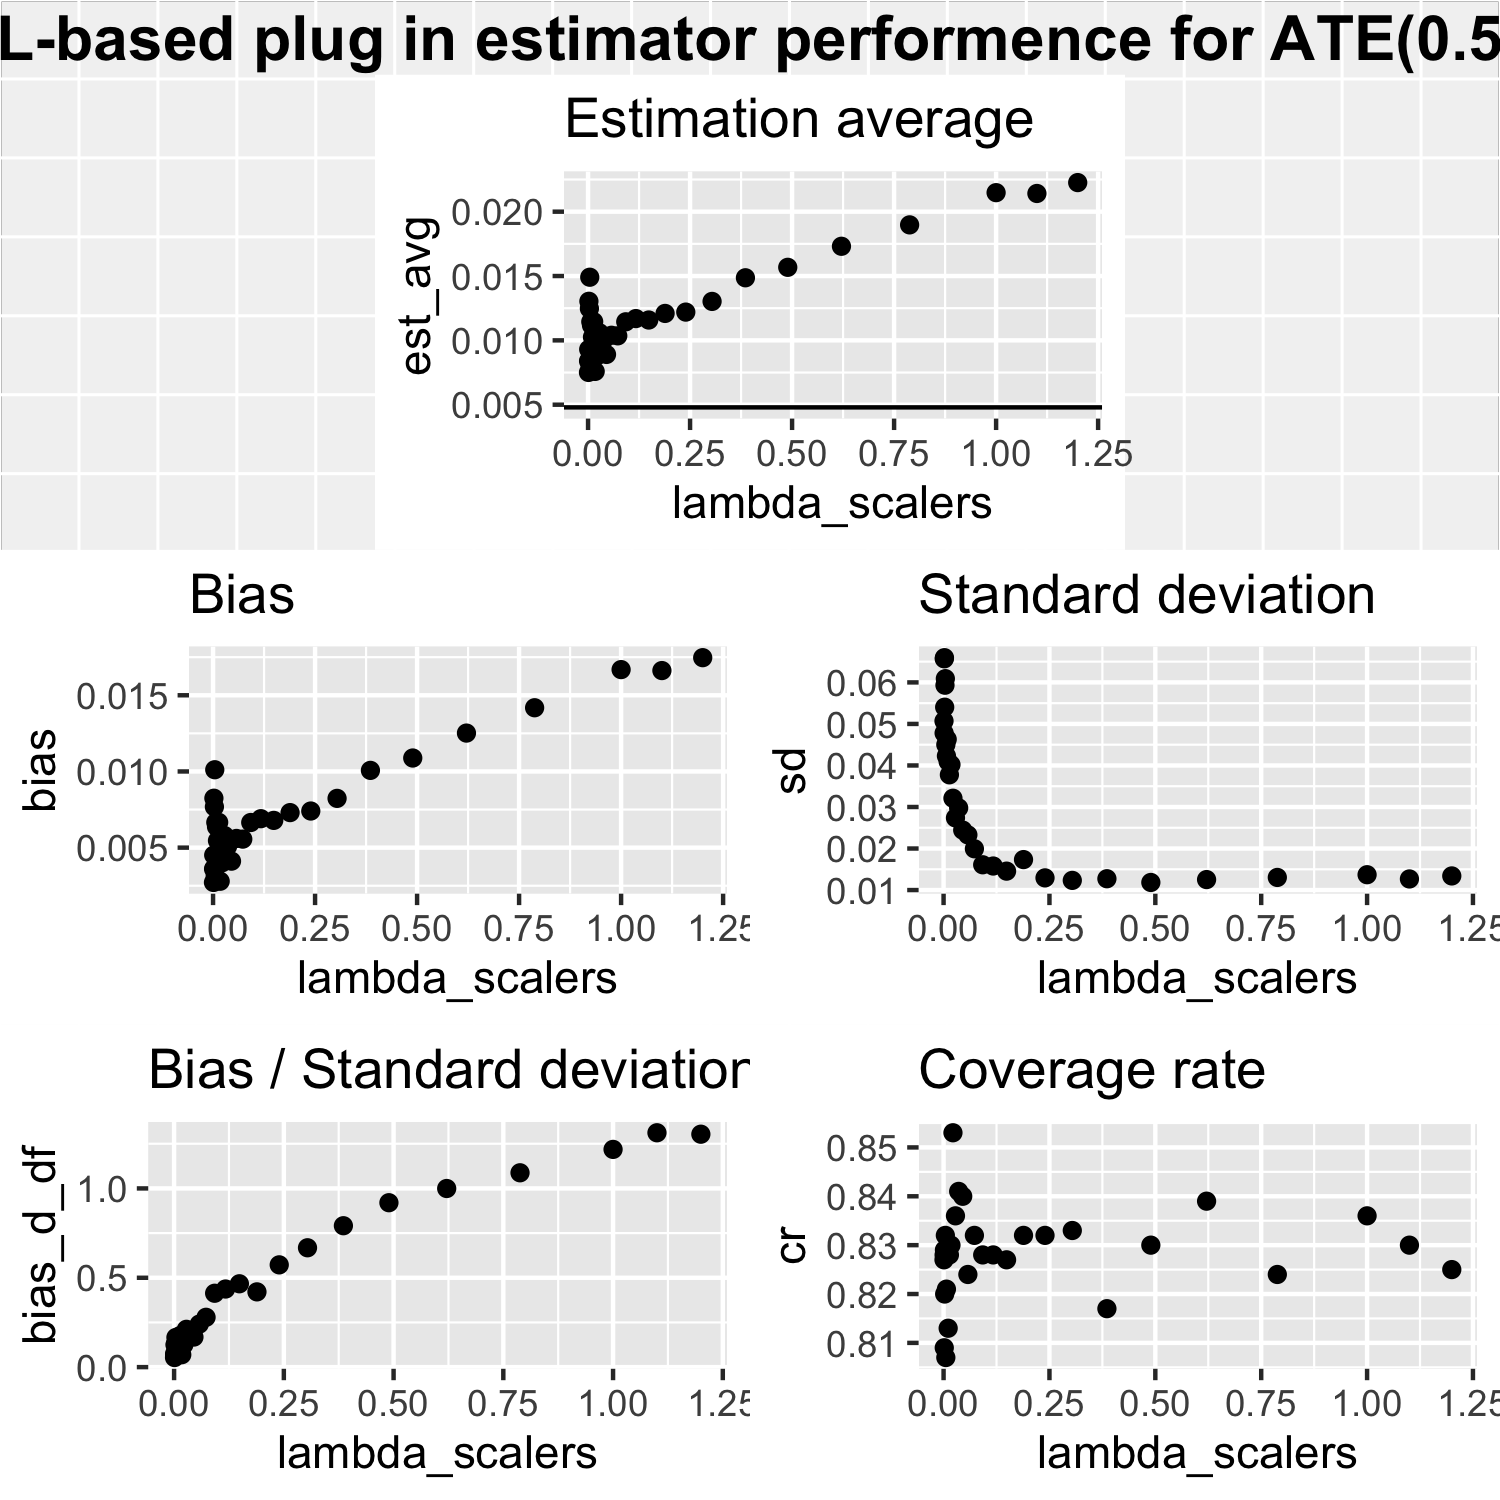 L-based plug in estimator performence for ATE(0.5
Estimation average
est_avg
0.020
0.015
0.010
0.005
0.00 0.25 0.50 0.75 1.00 1.25
lambda_scalers
Bias
bias
0.015
0.010
0.005
0.00 0.25 0.50 0.75 1.00 1.25
lambda_scalers
Standard deviation
sd
0.06
0.05
0.04
0.03
0.02
0.01
0.00 0.25 0.50 0.75 1.00 1.25
lambda_scalers
Bias / Standard deviation
bias_d_df
1.0
0.5
0.0
0.00 0.25 0.50 0.75 1.00 1.25
lambda_scalers
Coverage rate
cr
0.85
0.84
0.83
0.82
0.81
0.00 0.25 0.50 0.75 1.00 1.25
lambda_scalers